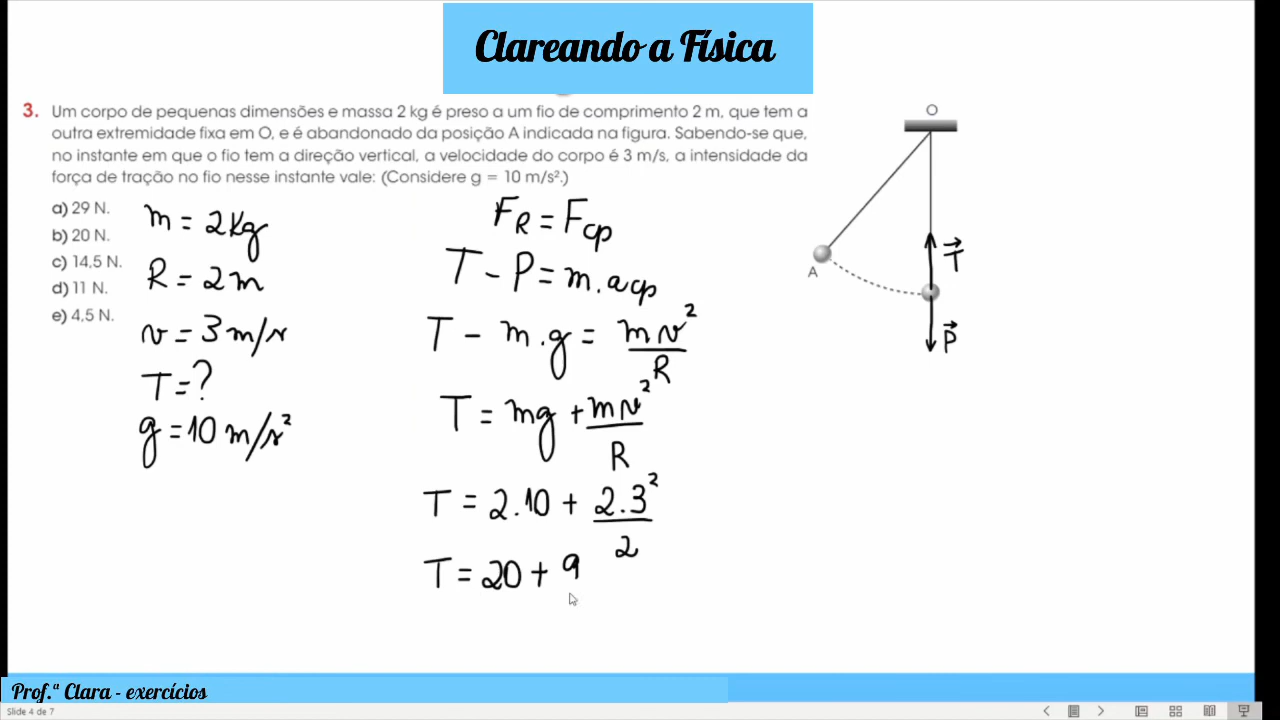 Clareando a Física
3. Um corpo de pequenas dimensões e massa 2 kg é preso a um fio de comprimento 2 m, que tem a
outra extremidade fixa em O, e é abandonado da posição A indicada na figura. Sabendo-se que,
no instante em que o fio tem a direção vertical, a velocidade do corpo é 3 m/s, a intensidade da
força de tração no fio nesse instante vale: (Considere g = 10 m/s².)
a) 29 N.
b) 20 N.
c) 14,5 N.
d) 11 N.
e) 4,5 N.
m = 2kg
R = 2m
v = 3m/s
T = ?
g = 10 m/s²
F_R = F_cp
T - P = m.a_cp
T - m.g = mv²/R
T = mg + mv²/R
T = 2.10 + 2.3²/2
T = 20 + 9
O
A
T⃗
P⃗
Prof.ª Clara - exercícios
Slide 4 de 7